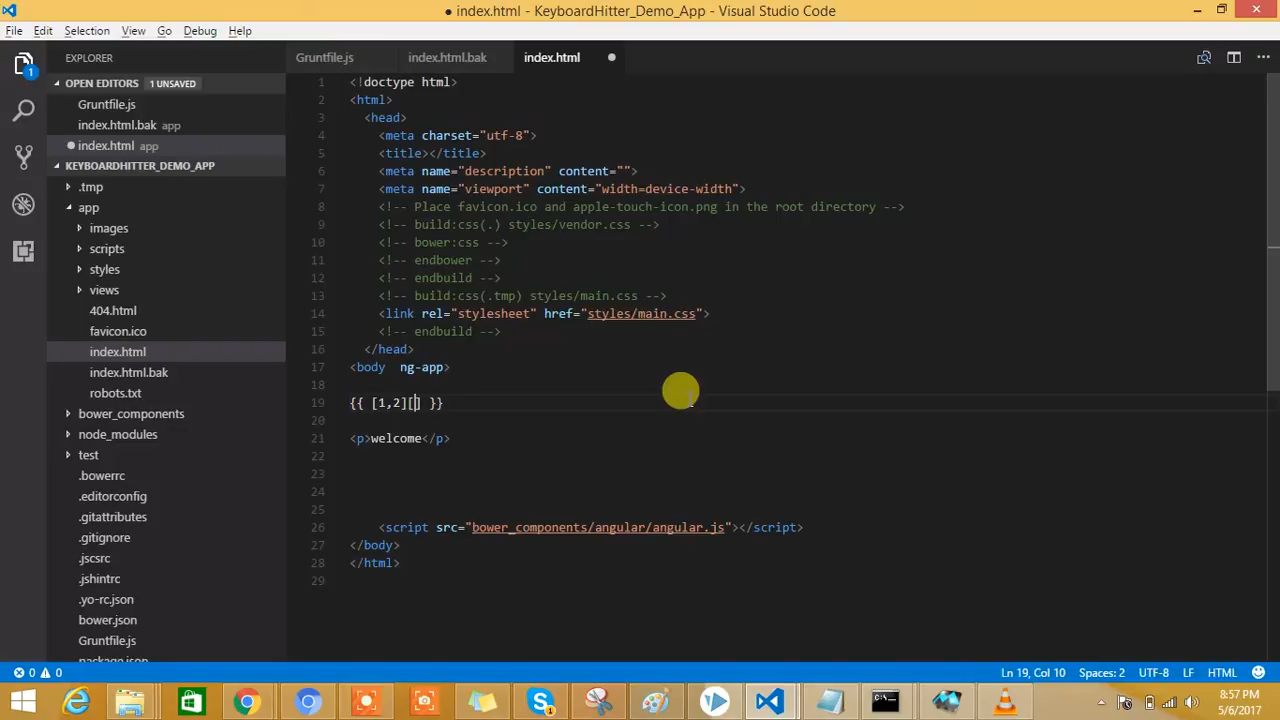 ● index.html - KeyboardHitter_Demo_App - Visual Studio Code
File Edit Selection View Go Debug Help
EXPLORER
OPEN EDITORS 1 UNSAVED
Gruntfile.js
index.html.bak app
index.html app
KEYBOARDHITTER_DEMO_APP
.tmp
app
images
scripts
styles
views
404.html
favicon.ico
index.html
index.html.bak
robots.txt
bower_components
node_modules
test
.bowerrc
.editorconfig
.gitattributes
.gitignore
.jscsrc
.jshintrc
.yo-rc.json
bower.json
Gruntfile.js
package.json
1
Gruntfile.js index.html.bak index.html
1 <!doctype html>
2 <html>
3 <head>
4 <meta charset="utf-8">
5 <title></title>
6 <meta name="description" content="">
7 <meta name="viewport" content="width=device-width">
8 <!-- Place favicon.ico and apple-touch-icon.png in the root directory -->
9 <!-- build:css(.) styles/vendor.css -->
10 <!-- bower:css -->
11 <!-- endbower -->
12 <!-- endbuild -->
13 <!-- build:css(.tmp) styles/main.css -->
14 <link rel="stylesheet" href="styles/main.css">
15 <!-- endbuild -->
16 </head>
17 <body ng-app>
18
19 {{ [1,2][] }}
20
21 <p>welcome</p>
22
23
24
25
26 <script src="bower_components/angular/angular.js"></script>
27 </body>
28 </html>
29
0 0 Ln 19, Col 10 Spaces: 2 UTF-8 LF HTML
8:57 PM
5/6/2017